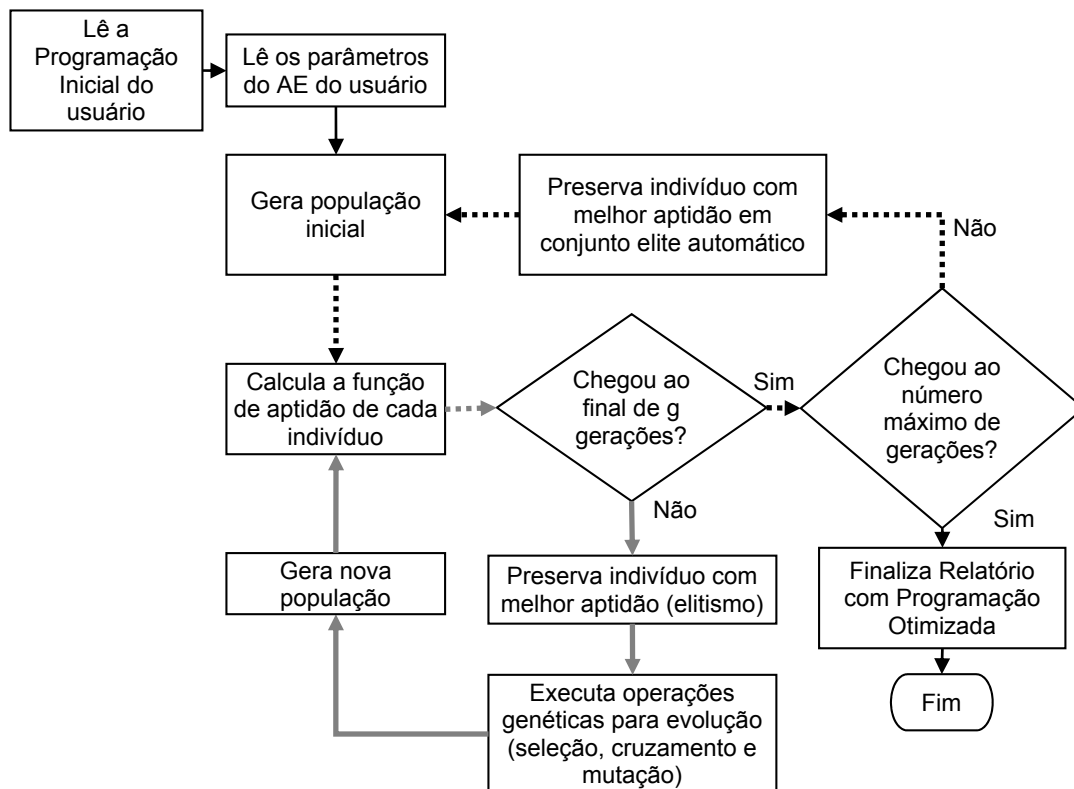 Lê a
Programação
Inicial do
usuário
Lê os parâmetros
do AE do usuário
Gera população
inicial
Preserva indivíduo com
melhor aptidão em
conjunto elite automático
Não
Calcula a função
de aptidão de cada
indivíduo
Chegou ao
final de g
gerações?
Sim
Chegou ao
número
máximo de
gerações?
Não
Sim
Gera nova
população
Preserva indivíduo com
melhor aptidão (elitismo)
Finaliza Relatório
com Programação
Otimizada
Executa operações
genéticas para evolução
(seleção, cruzamento e
mutação)
Fim